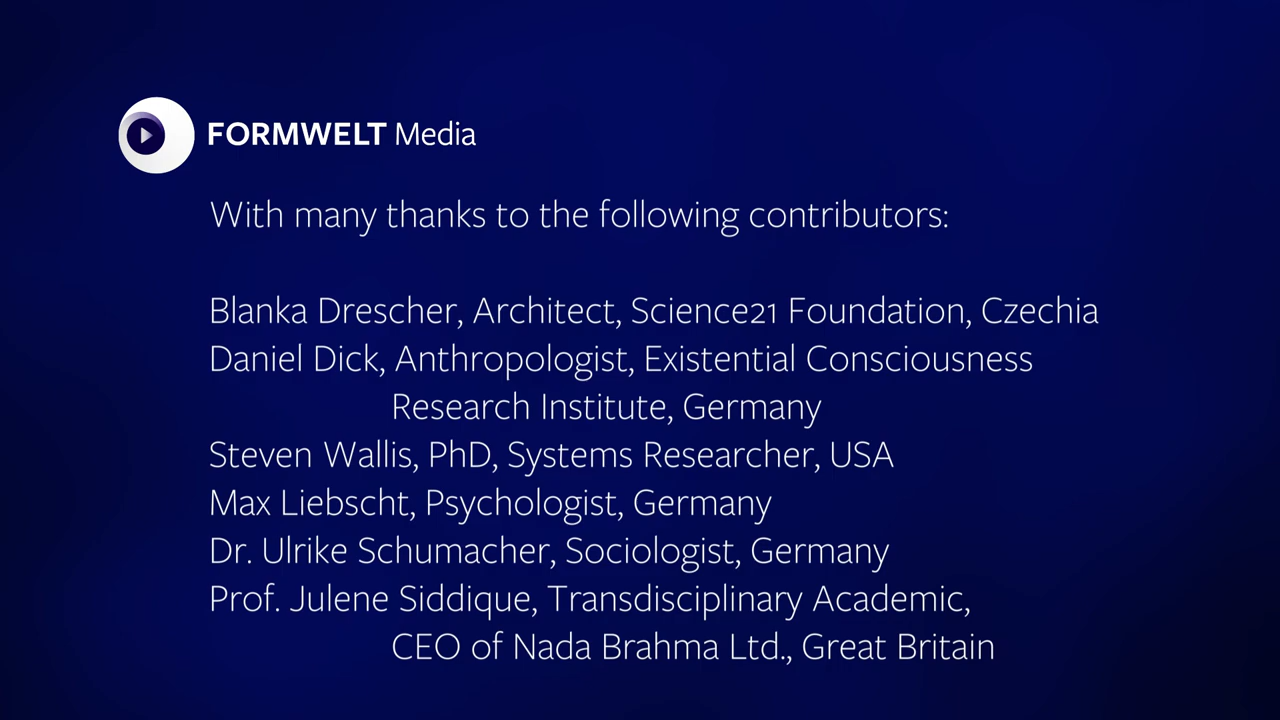 FORMWELT Media
With many thanks to the following contributors:
Blanka Drescher, Architect, Science21 Foundation, Czechia
Daniel Dick, Anthropologist, Existential Consciousness
Research Institute, Germany
Steven Wallis, PhD, Systems Researcher, USA
Max Liebscht, Psychologist, Germany
Dr. Ulrike Schumacher, Sociologist, Germany
Prof. Julene Siddique, Transdisciplinary Academic,
CEO of Nada Brahma Ltd., Great Britain